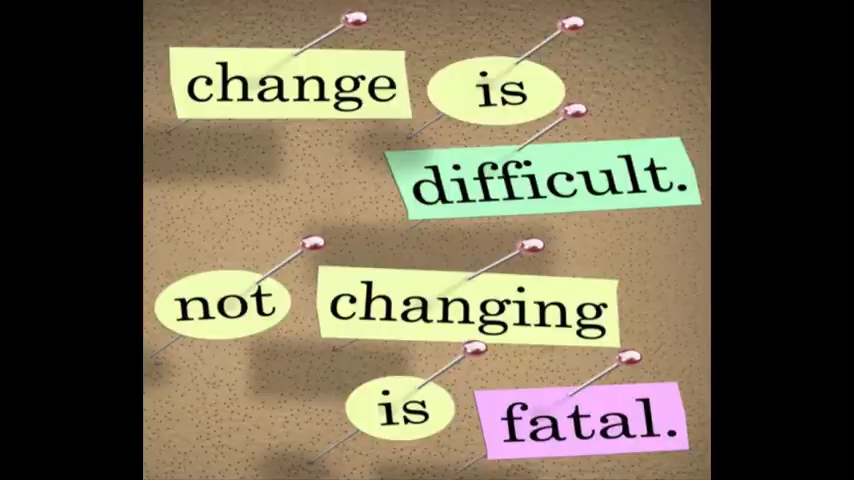 change is
difficult.
not changing
is fatal.